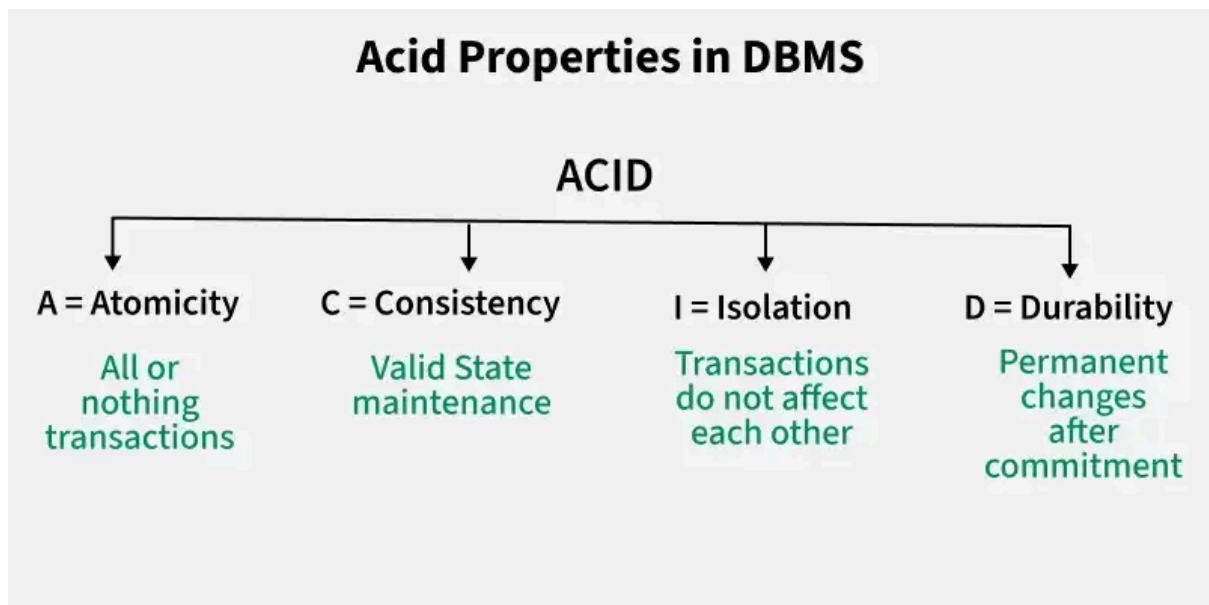 Acid Properties in DBMS
ACID
A = Atomicity
All or
nothing
transactions
C = Consistency
Valid State
maintenance
I = Isolation
Transactions
do not affect
each other
D = Durability
Permanent
changes
after
commitment